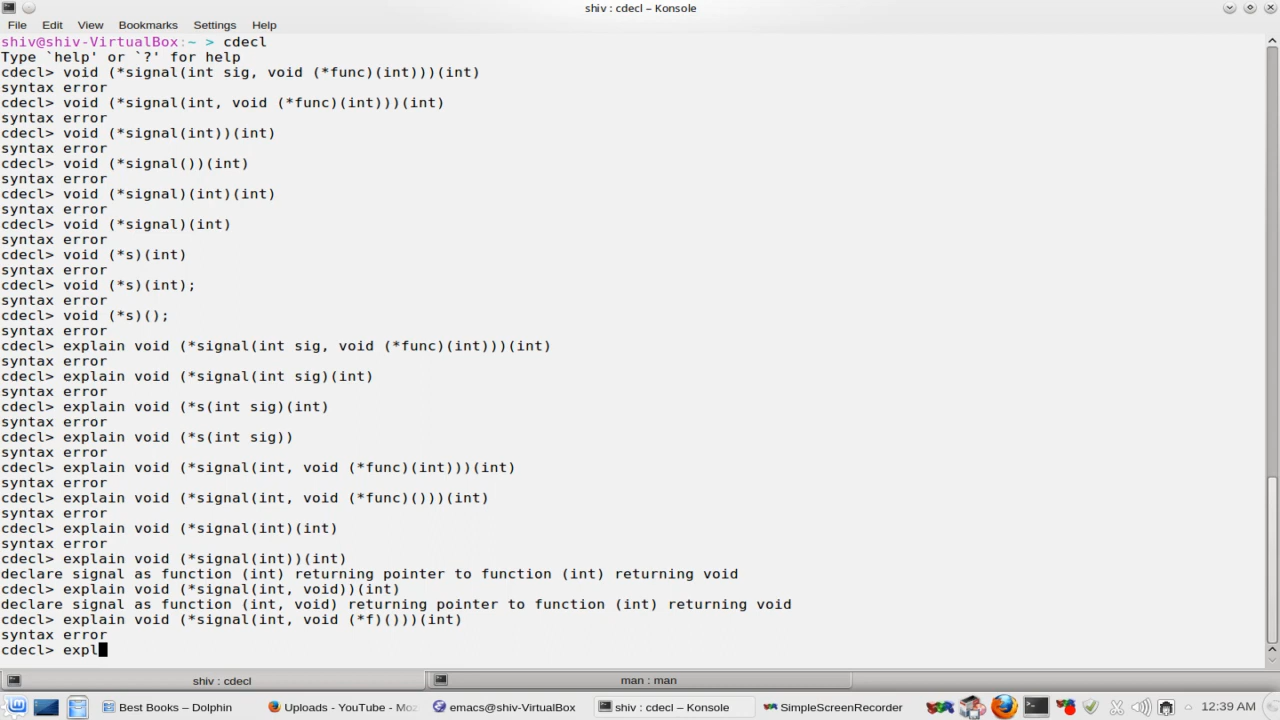 shiv : cdecl – Konsole
File Edit View Bookmarks Settings Help
shiv@shiv-VirtualBox:~ > cdecl
Type `help' or `?' for help
cdecl> void (*signal(int sig, void (*func)(int)))(int)
syntax error
cdecl> void (*signal(int, void (*func)(int)))(int)
syntax error
cdecl> void (*signal(int))(int)
syntax error
cdecl> void (*signal())(int)
syntax error
cdecl> void (*signal)(int)(int)
syntax error
cdecl> void (*signal)(int)
syntax error
cdecl> void (*s)(int)
syntax error
cdecl> void (*s)(int);
syntax error
cdecl> void (*s)();
syntax error
cdecl> explain void (*signal(int sig, void (*func)(int)))(int)
syntax error
cdecl> explain void (*signal(int sig)(int)
syntax error
cdecl> explain void (*s(int sig)(int)
syntax error
cdecl> explain void (*s(int sig))
syntax error
cdecl> explain void (*signal(int, void (*func)(int)))(int)
syntax error
cdecl> explain void (*signal(int, void (*func)()))(int)
syntax error
cdecl> explain void (*signal(int)(int)
syntax error
cdecl> explain void (*signal(int))(int)
declare signal as function (int) returning pointer to function (int) returning void
cdecl> explain void (*signal(int, void))(int)
declare signal as function (int, void) returning pointer to function (int) returning void
cdecl> explain void (*signal(int, void (*f)()))(int)
syntax error
cdecl> expl
shiv : cdecl man : man
Best Books – Dolphin Uploads - YouTube - Moz emacs@shiv-VirtualBox shiv : cdecl – Konsole SimpleScreenRecorder 12:39 AM